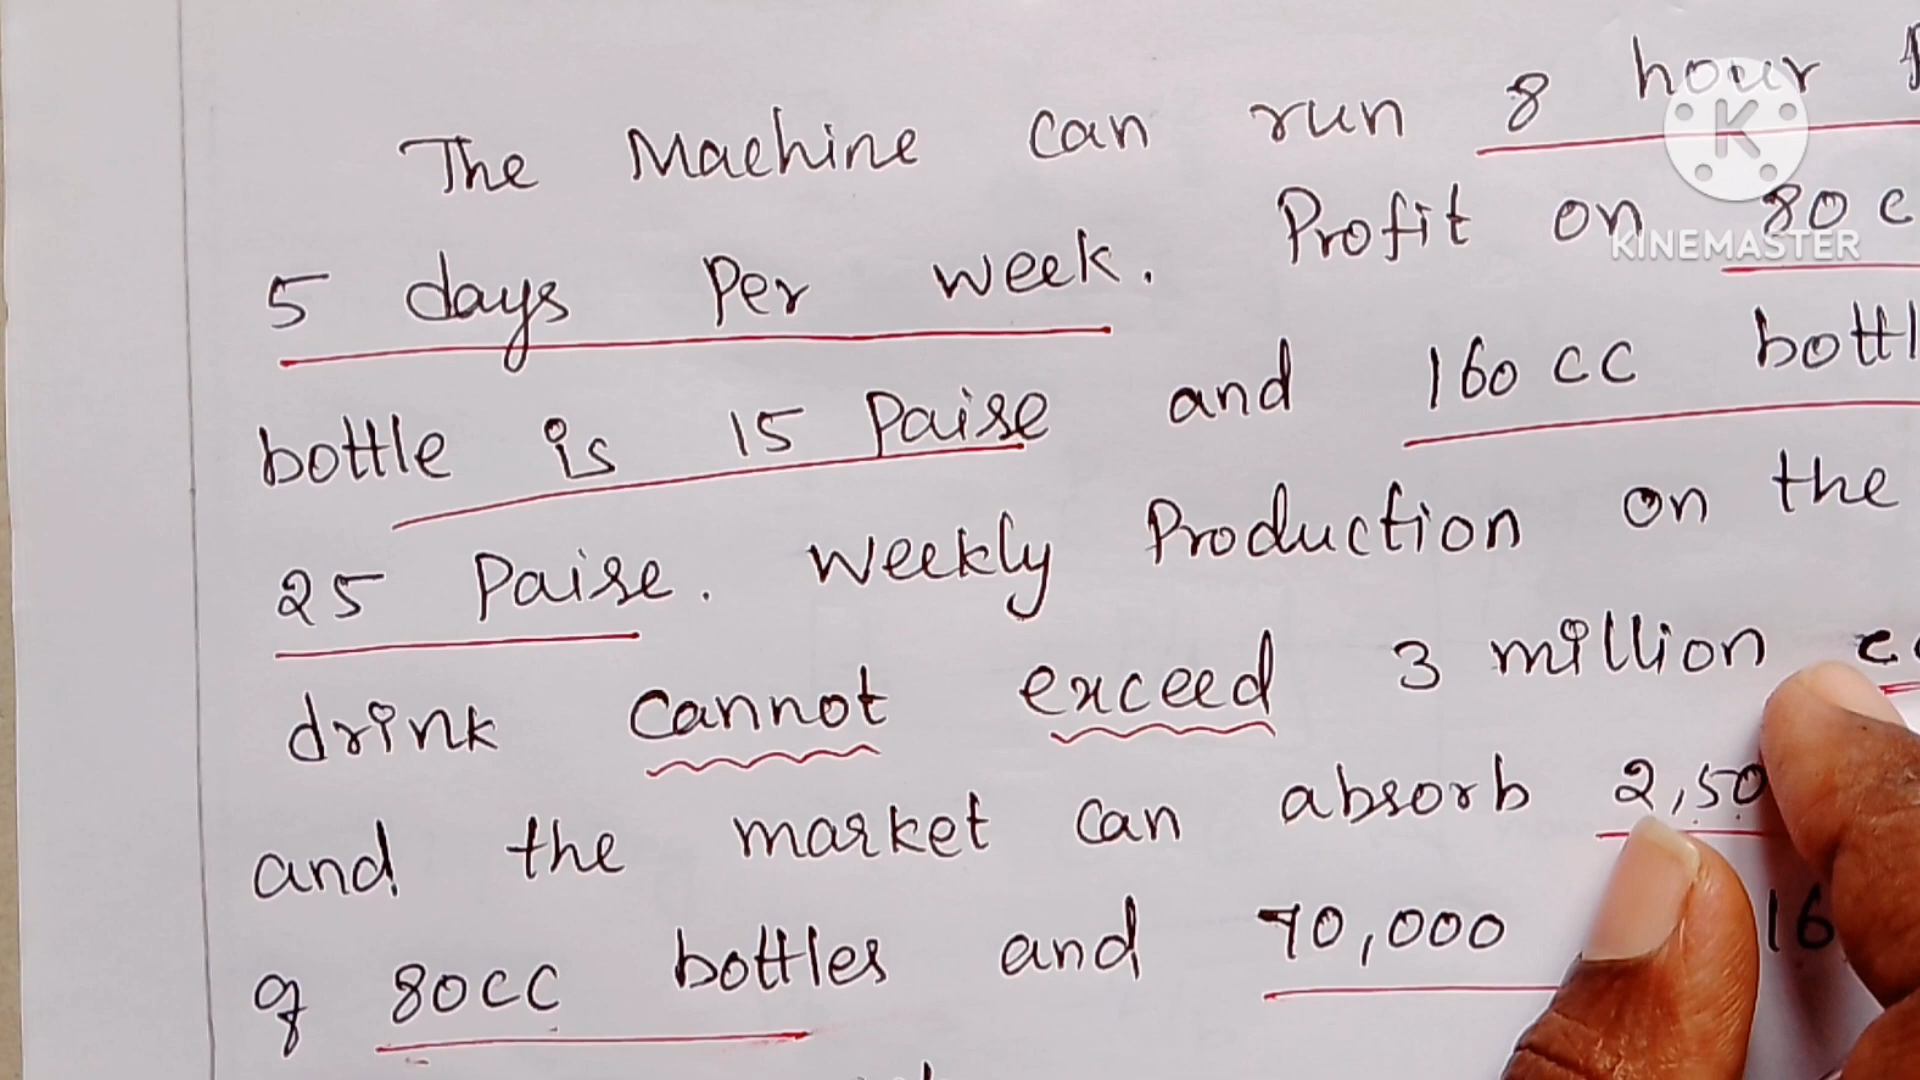 The Machine can run 8 hour
5 days Per week. Profit on 80 c
bottle is 15 Paise and 160 CC bottl
25 Paise. Weekly Production on the
drink cannot exceed 3 million
and the market can absorb 2,50
of 80CC bottles and 70,000 16
KINEMASTER